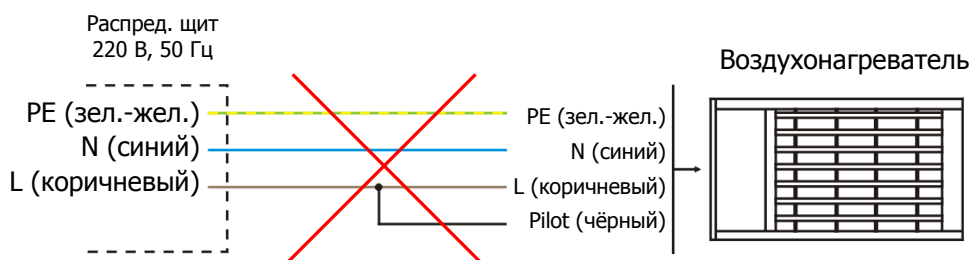 Распред. щит
220 В, 50 Гц
Воздухонагреватель
PE (зел.-жел.)
N (синий)
L (коричневый)
PE (зел.-жел.)
N (синий)
L (коричневый)
Pilot (чёрный)